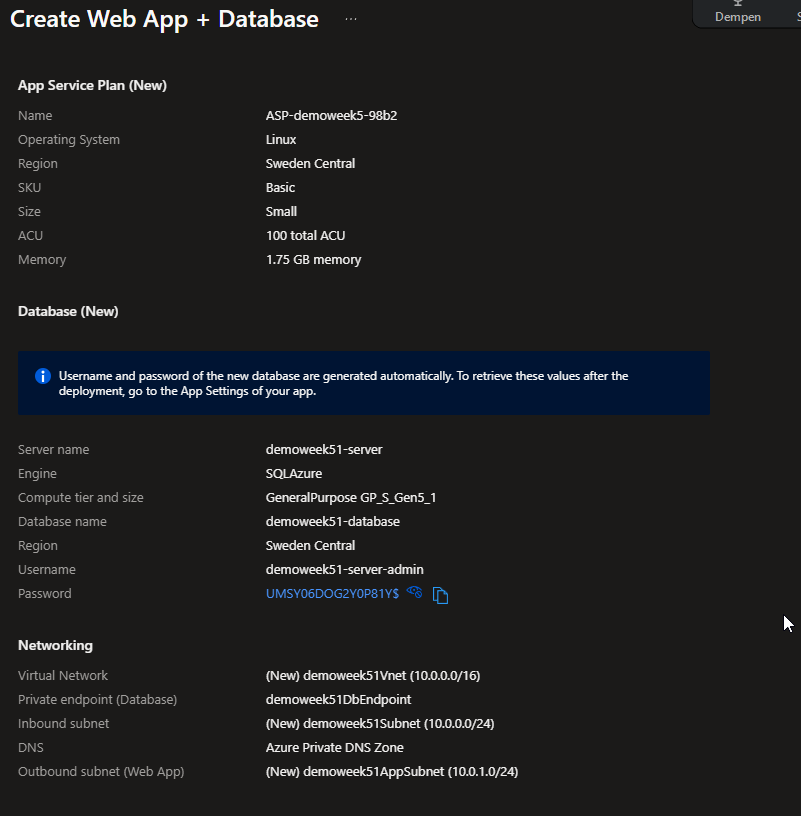 Create Web App + Database ...
Dempen
App Service Plan (New)
Name ASP-demoweek5-98b2
Operating System Linux
Region Sweden Central
SKU Basic
Size Small
ACU 100 total ACU
Memory 1.75 GB memory
Database (New)
Username and password of the new database are generated automatically. To retrieve these values after the
deployment, go to the App Settings of your app.
Server name demoweek51-server
Engine SQLAzure
Compute tier and size GeneralPurpose GP_S_Gen5_1
Database name demoweek51-database
Region Sweden Central
Username demoweek51-server-admin
Password UMSY06DOG2Y0P81Y$
Networking
Virtual Network (New) demoweek51Vnet (10.0.0.0/16)
Private endpoint (Database) demoweek51DbEndpoint
Inbound subnet (New) demoweek51Subnet (10.0.0.0/24)
DNS Azure Private DNS Zone
Outbound subnet (Web App) (New) demoweek51AppSubnet (10.0.1.0/24)